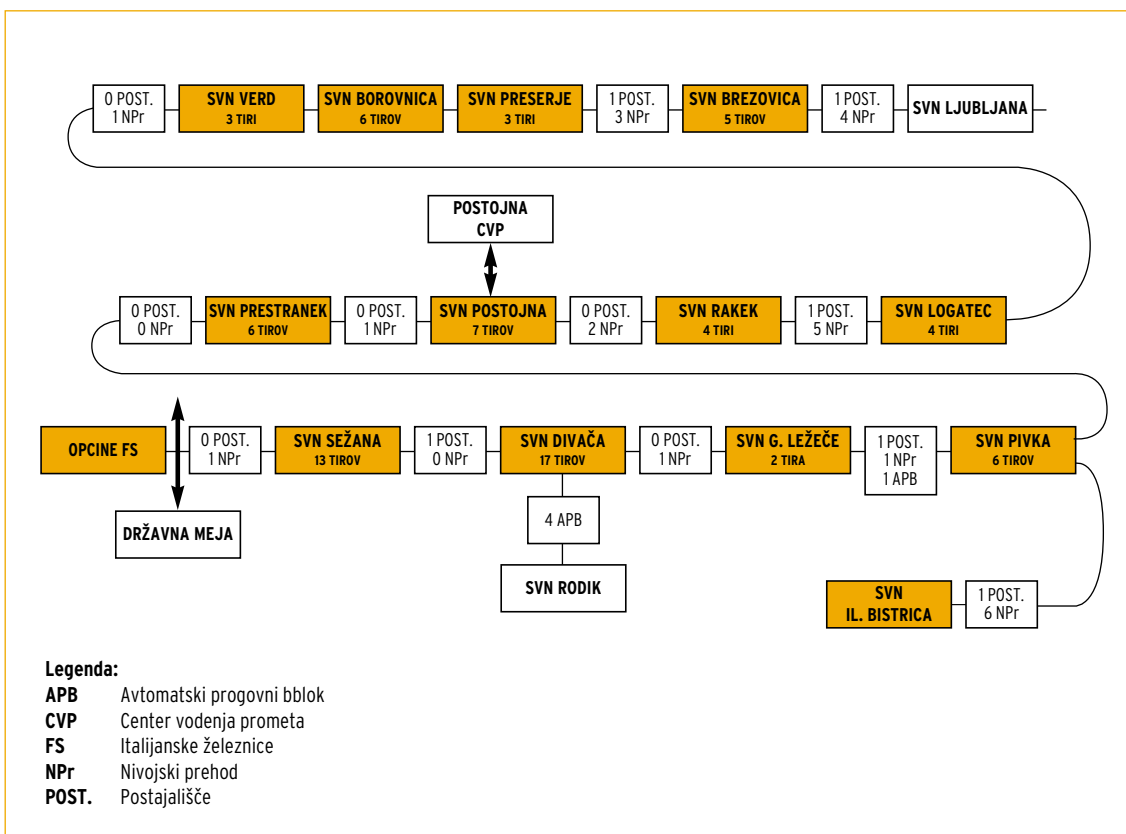 0 POST.
1 NPr
SVN VERD
3 TIRI
SVN BOROVNICA
6 TIROV
SVN PRESERJE
3 TIRI
1 POST.
3 NPr
SVN BREZOVICA
5 TIROV
1 POST.
4 NPr
SVN LJUBLJANA
POSTOJNA
CVP
0 POST.
0 NPr
SVN PRESTRANEK
6 TIROV
0 POST.
1 NPr
SVN POSTOJNA
7 TIROV
0 POST.
2 NPr
SVN RAKEK
4 TIRI
1 POST.
5 NPr
SVN LOGATEC
4 TIRI
OPCINE FS
0 POST.
1 NPr
SVN SEŽANA
13 TIROV
1 POST.
0 NPr
SVN DIVAČA
17 TIROV
0 POST.
1 NPr
SVN G. LEŽEČE
2 TIRA
1 POST.
1 NPr
1 APB
SVN PIVKA
6 TIROV
DRŽAVNA MEJA
4 APB
SVN RODIK
SVN
IL. BISTRICA
1 POST.
6 NPr
Legenda:
APB Avtomatski progovni bblok
CVP Center vodenja prometa
FS Italijanske železnice
NPr Nivojski prehod
POST. Postajališče